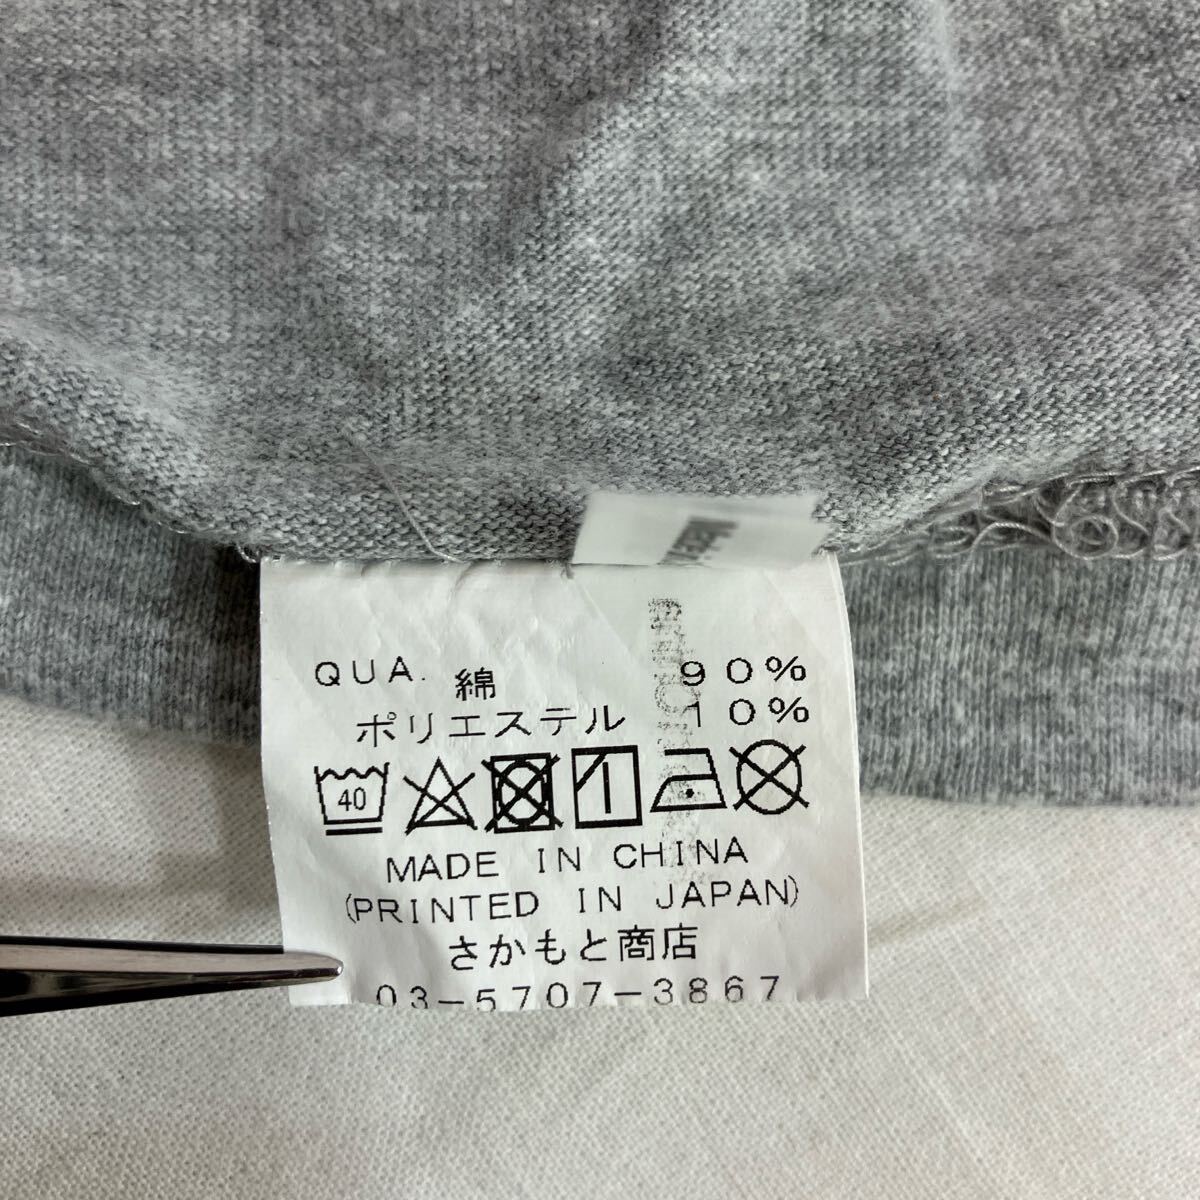 QUA. 綿 90%
ポリエステル 10%
40
MADE IN CHINA
(PRINTED IN JAPAN)
さかもと商店
03-5707-3867